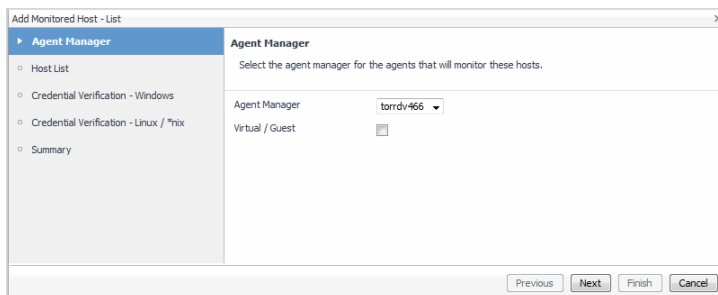 Add Monitored Host - List
Agent Manager
Host List
Credential Verification - Windows
Credential Verification - Linux / *nix
Summary
Agent Manager
Select the agent manager for the agents that will monitor these hosts.
Agent Manager torrdv466
Virtual / Guest
Previous Next Finish Cancel